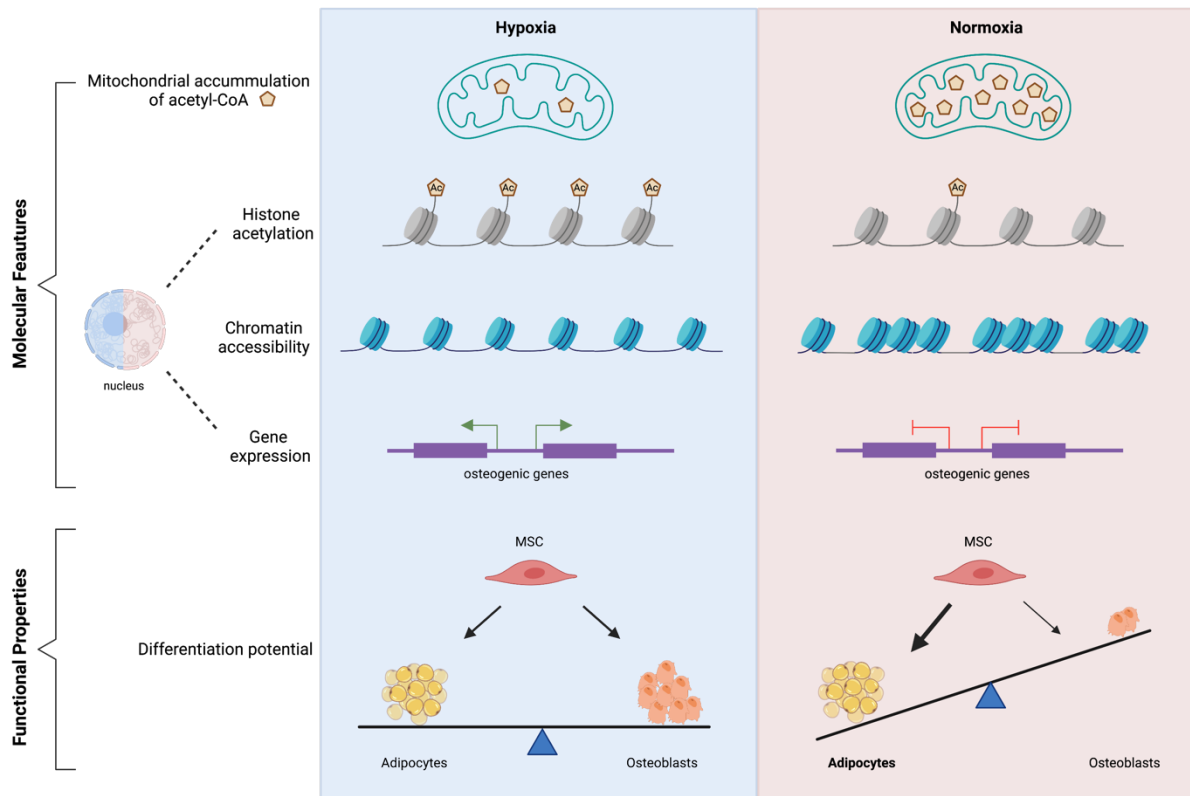 Hypoxia
Normoxia
Molecular Feautures
Mitochondrial accummulation
of acetyl-CoA
Ac Ac Ac Ac
Ac
Histone
acetylation
Chromatin
accessibility
nucleus
Gene
expression
osteogenic genes
osteogenic genes
Functional Properties
MSC
MSC
Differentiation potential
Adipocytes
Osteoblasts
Adipocytes
Osteoblasts